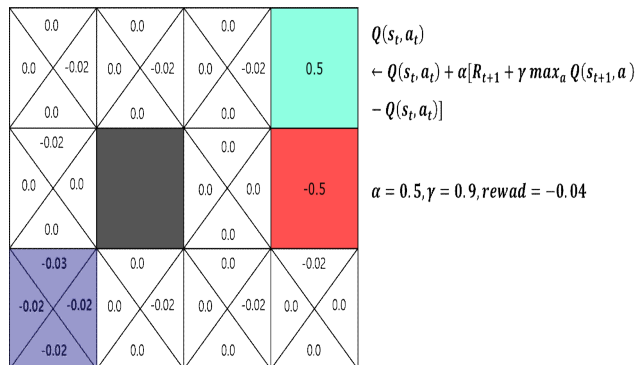 0.0 0.0 0.0
0.0 -0.02 0.0 -0.02 0.0 -0.02 0.5
0.0 0.0 0.0
-0.02 0.0
0.0 0.0 0.0 0.0 -0.5
0.0 0.0
-0.03 0.0 0.0 -0.02
-0.02 -0.02 0.0 -0.02 0.0 -0.02 0.0 0.0
-0.02 0.0 0.0 0.0
Q(s_t, a_t)
← Q(s_t, a_t) + α[R_{t+1} + γ max_a Q(s_{t+1}, a )
− Q(s_t, a_t)]
α = 0.5, γ = 0.9, rewad = −0.04